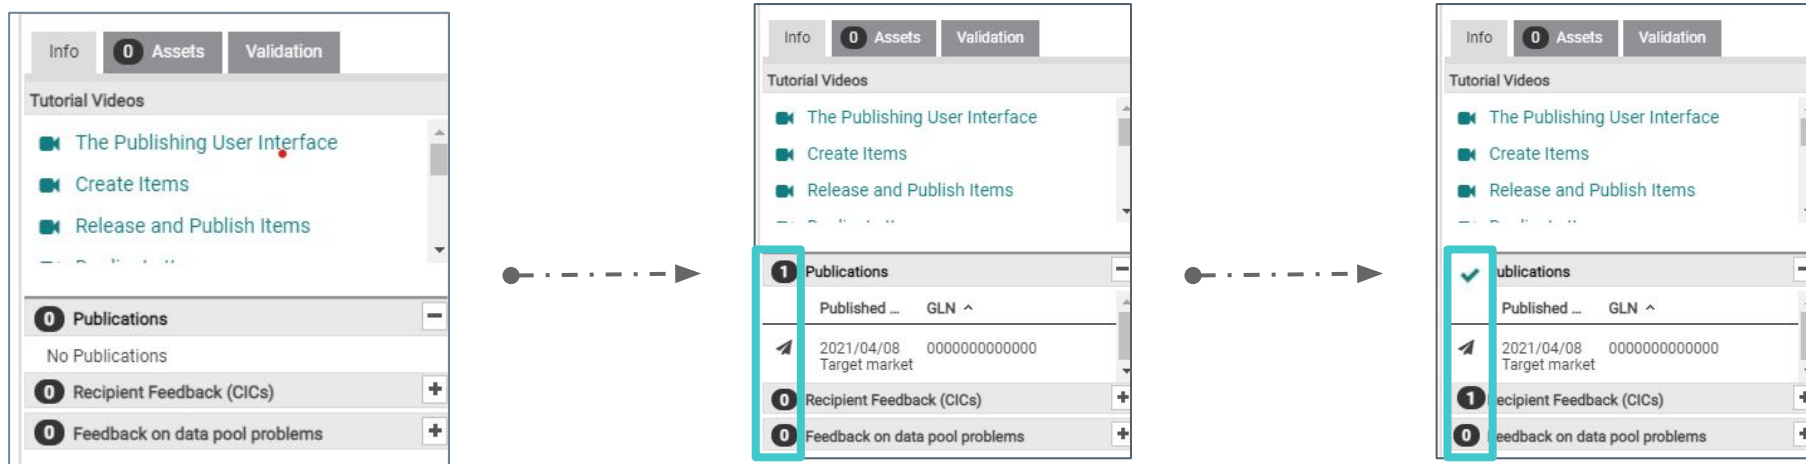 Info 0 Assets Validation
Tutorial Videos
The Publishing User Interface
Create Items
Release and Publish Items
0 Publications
No Publications
0 Recipient Feedback (CICs)
0 Feedback on data pool problems
Info 0 Assets Validation
Tutorial Videos
The Publishing User Interface
Create Items
Release and Publish Items
1 Publications
Published ... GLN
2021/04/08 0000000000000
Target market
0 Recipient Feedback (CICs)
0 Feedback on data pool problems
Info 0 Assets Validation
Tutorial Videos
The Publishing User Interface
Create Items
Release and Publish Items
ublications
Published ... GLN
2021/04/08 0000000000000
Target market
1 ecipient Feedback (CICs)
0 eedback on data pool problems